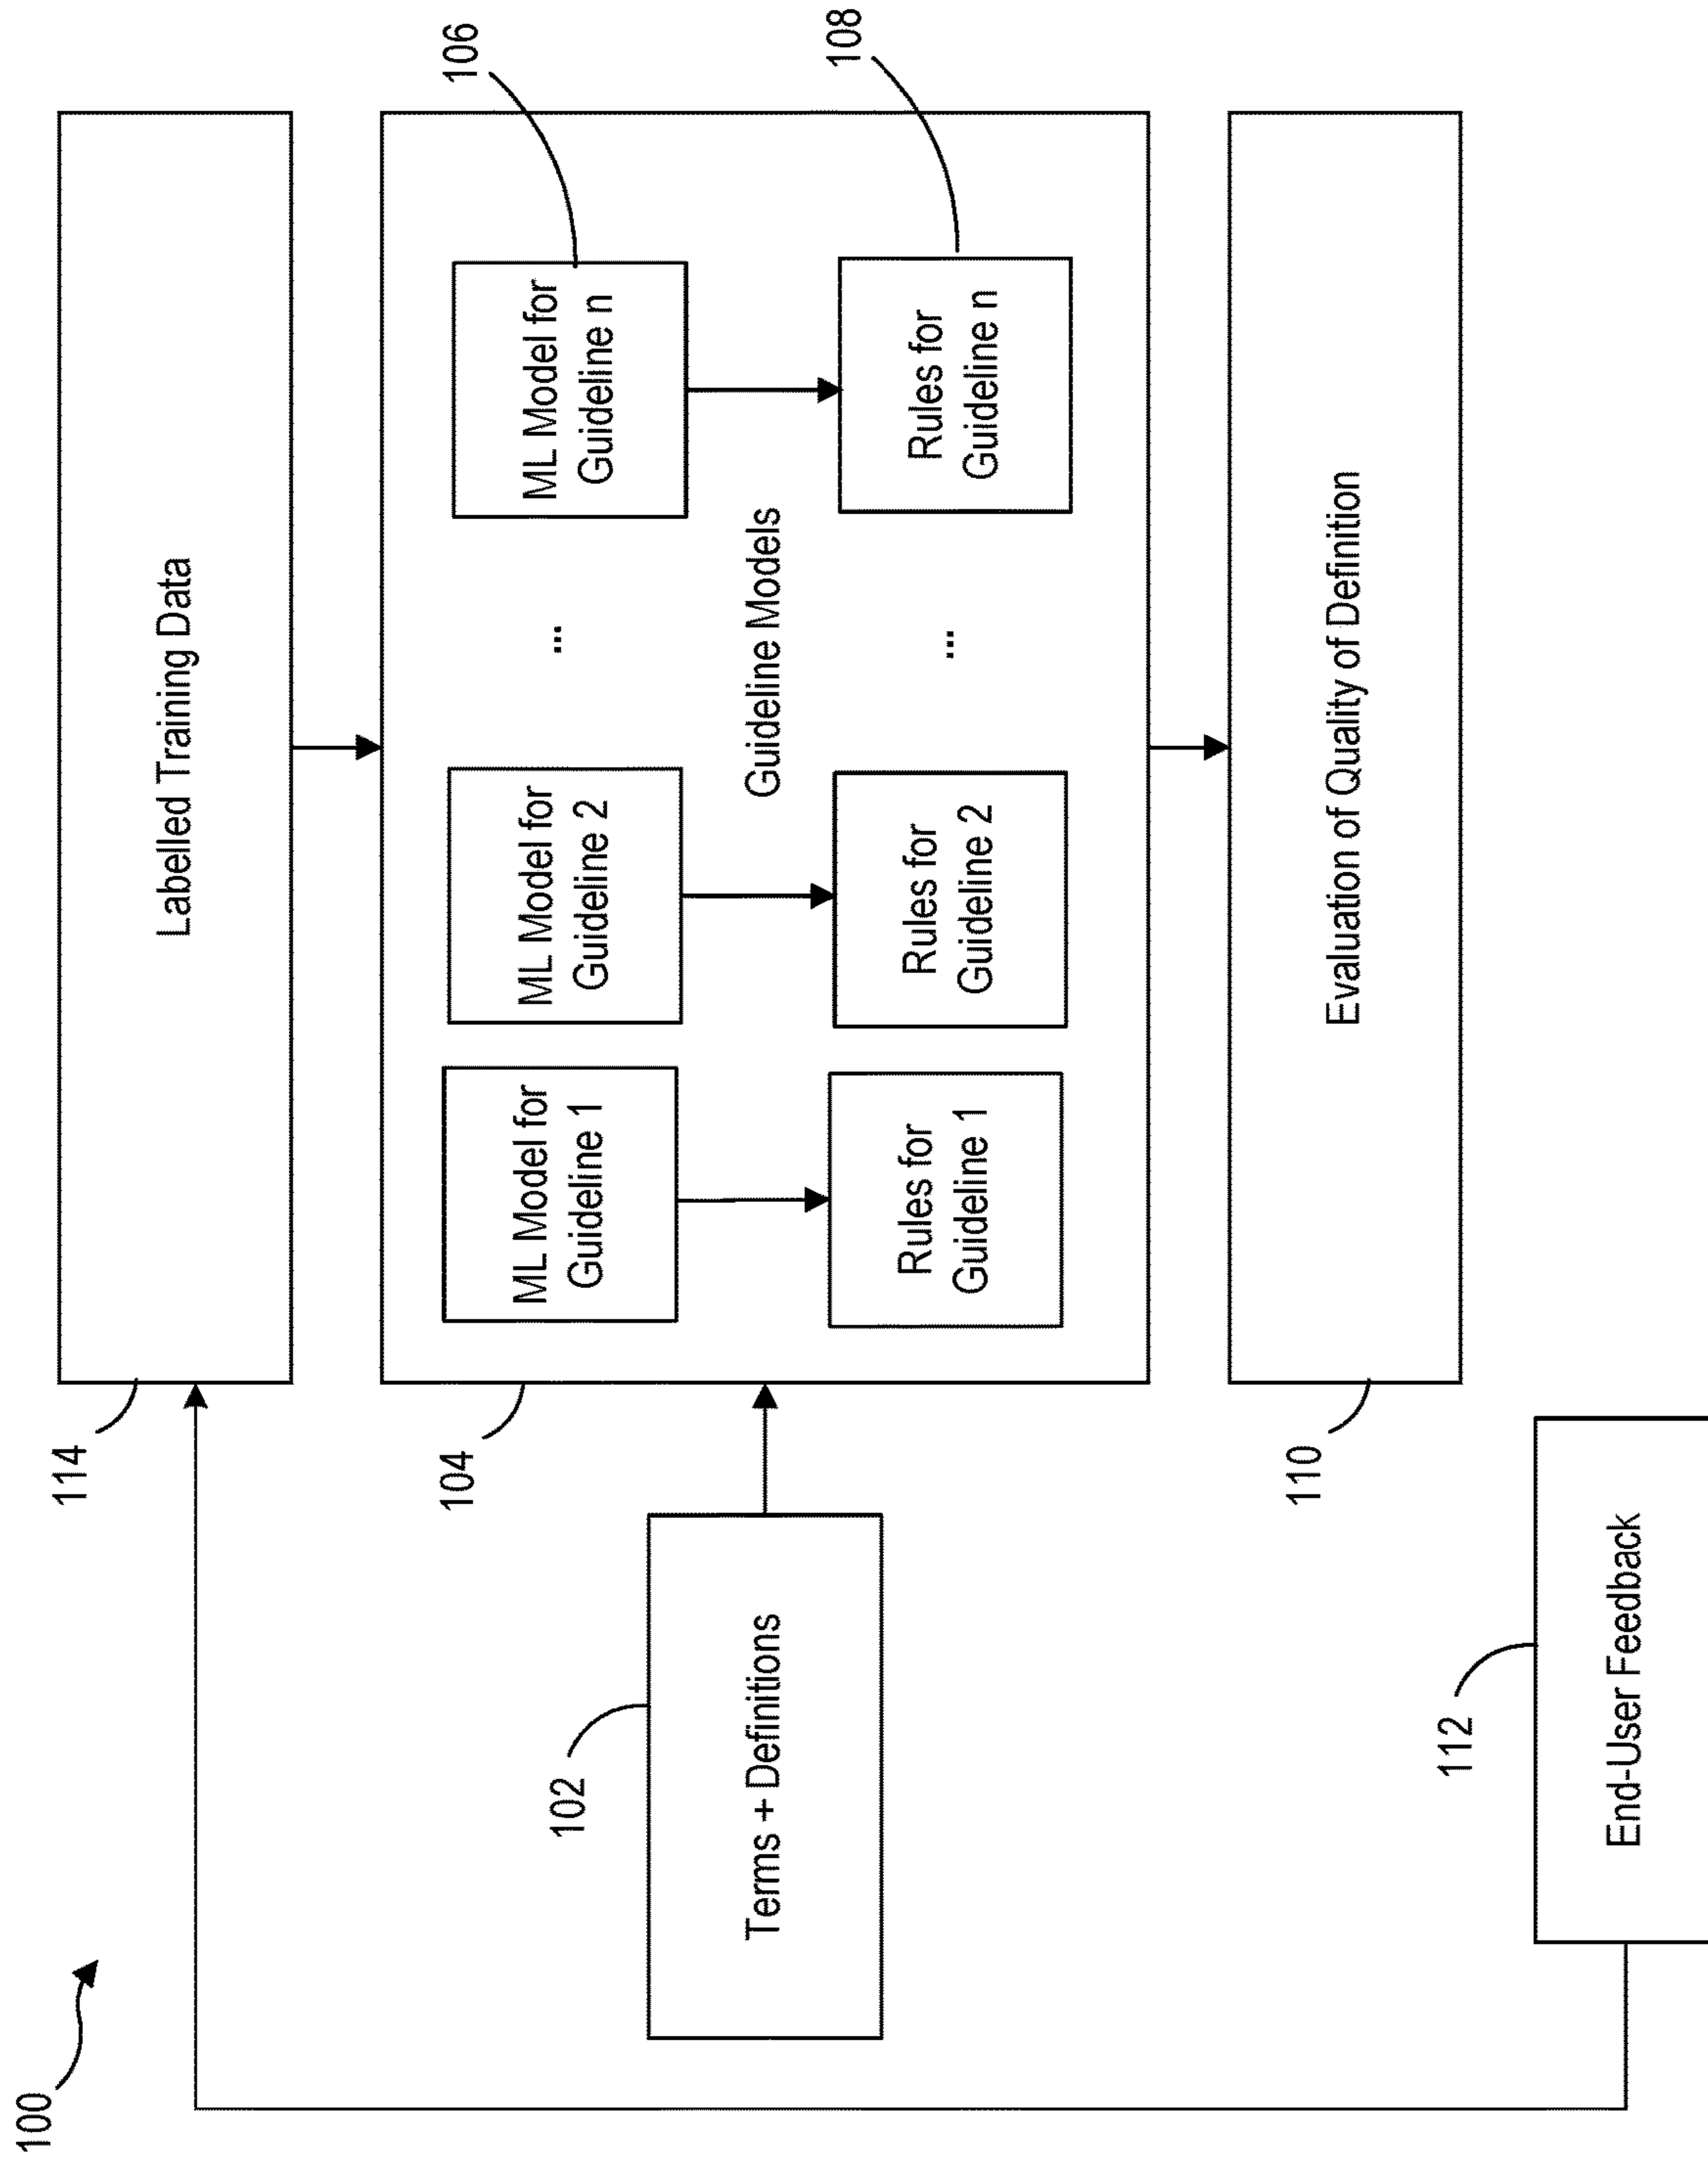 100
114
Labelled Training Data
104
106
ML Model for
Guideline 1
ML Model for
Guideline 2
...
ML Model for
Guideline n
102
Terms + Definitions
Guideline Models
108
Rules for
Guideline 1
Rules for
Guideline 2
...
Rules for
Guideline n
110
Evaluation of Quality of Definition
112
End-User Feedback